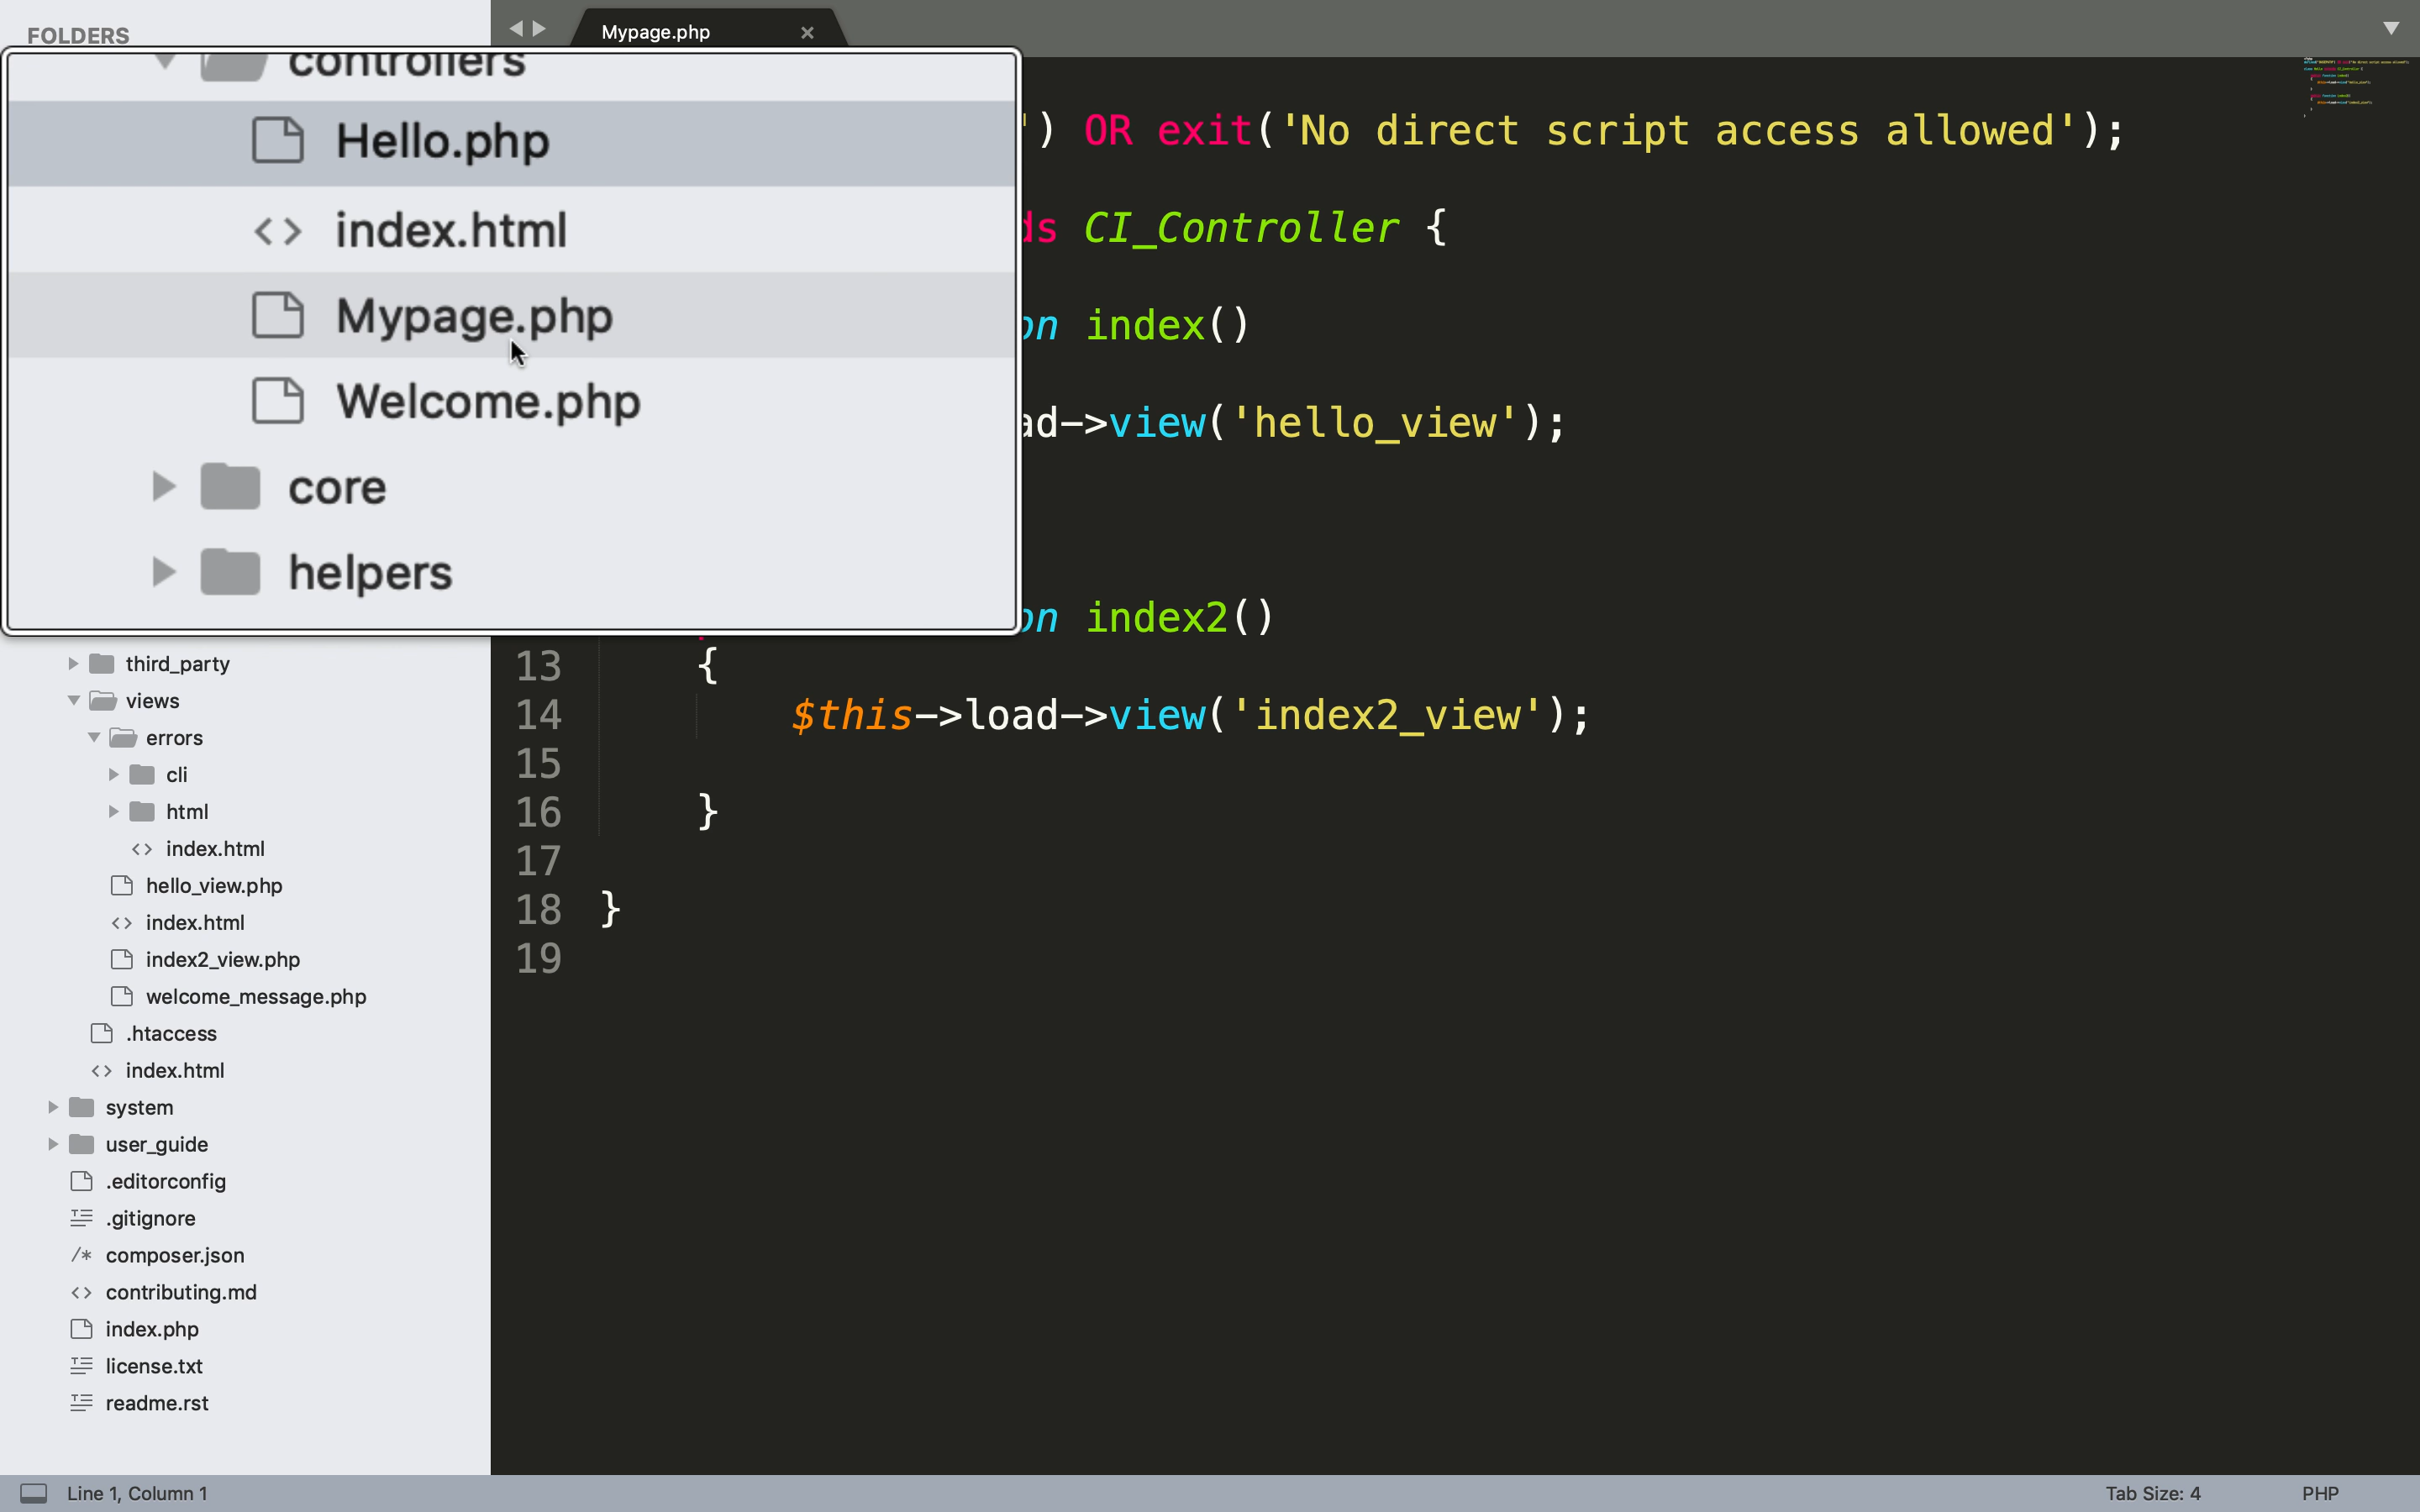 FOLDERS
Mypage.php
controllers
Hello.php
index.html
Mypage.php
Welcome.php
core
helpers
third_party
views
errors
cli
html
index.html
hello_view.php
index.html
index2_view.php
welcome_message.php
.htaccess
index.html
system
user_guide
.editorconfig
.gitignore
composer.json
contributing.md
index.php
license.txt
readme.rst
') OR exit('No direct script access allowed');
ds CI_Controller {
on index()
ad->view('hello_view');
on index2()
13 {
14 $this->load->view('index2_view');
15
16 }
17
18 }
19
Line 1, Column 1
Tab Size: 4
PHP